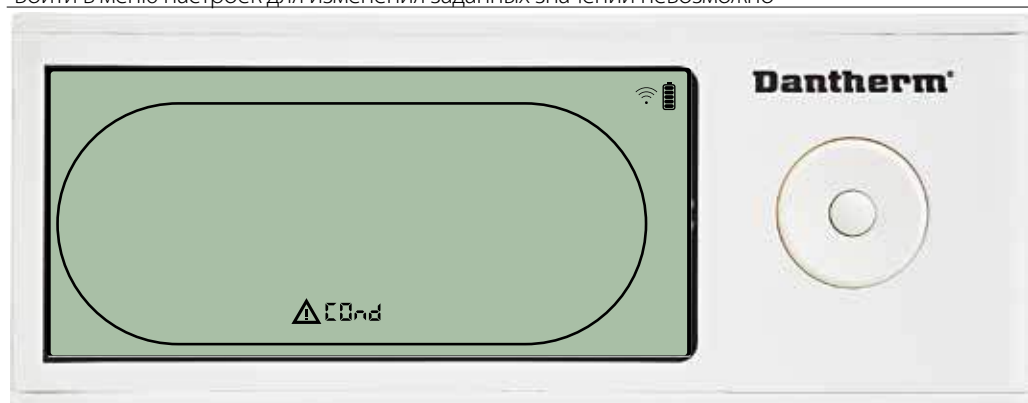 войти в меню настроек для изменения заданных значений невозможно
Dantherm
COnd